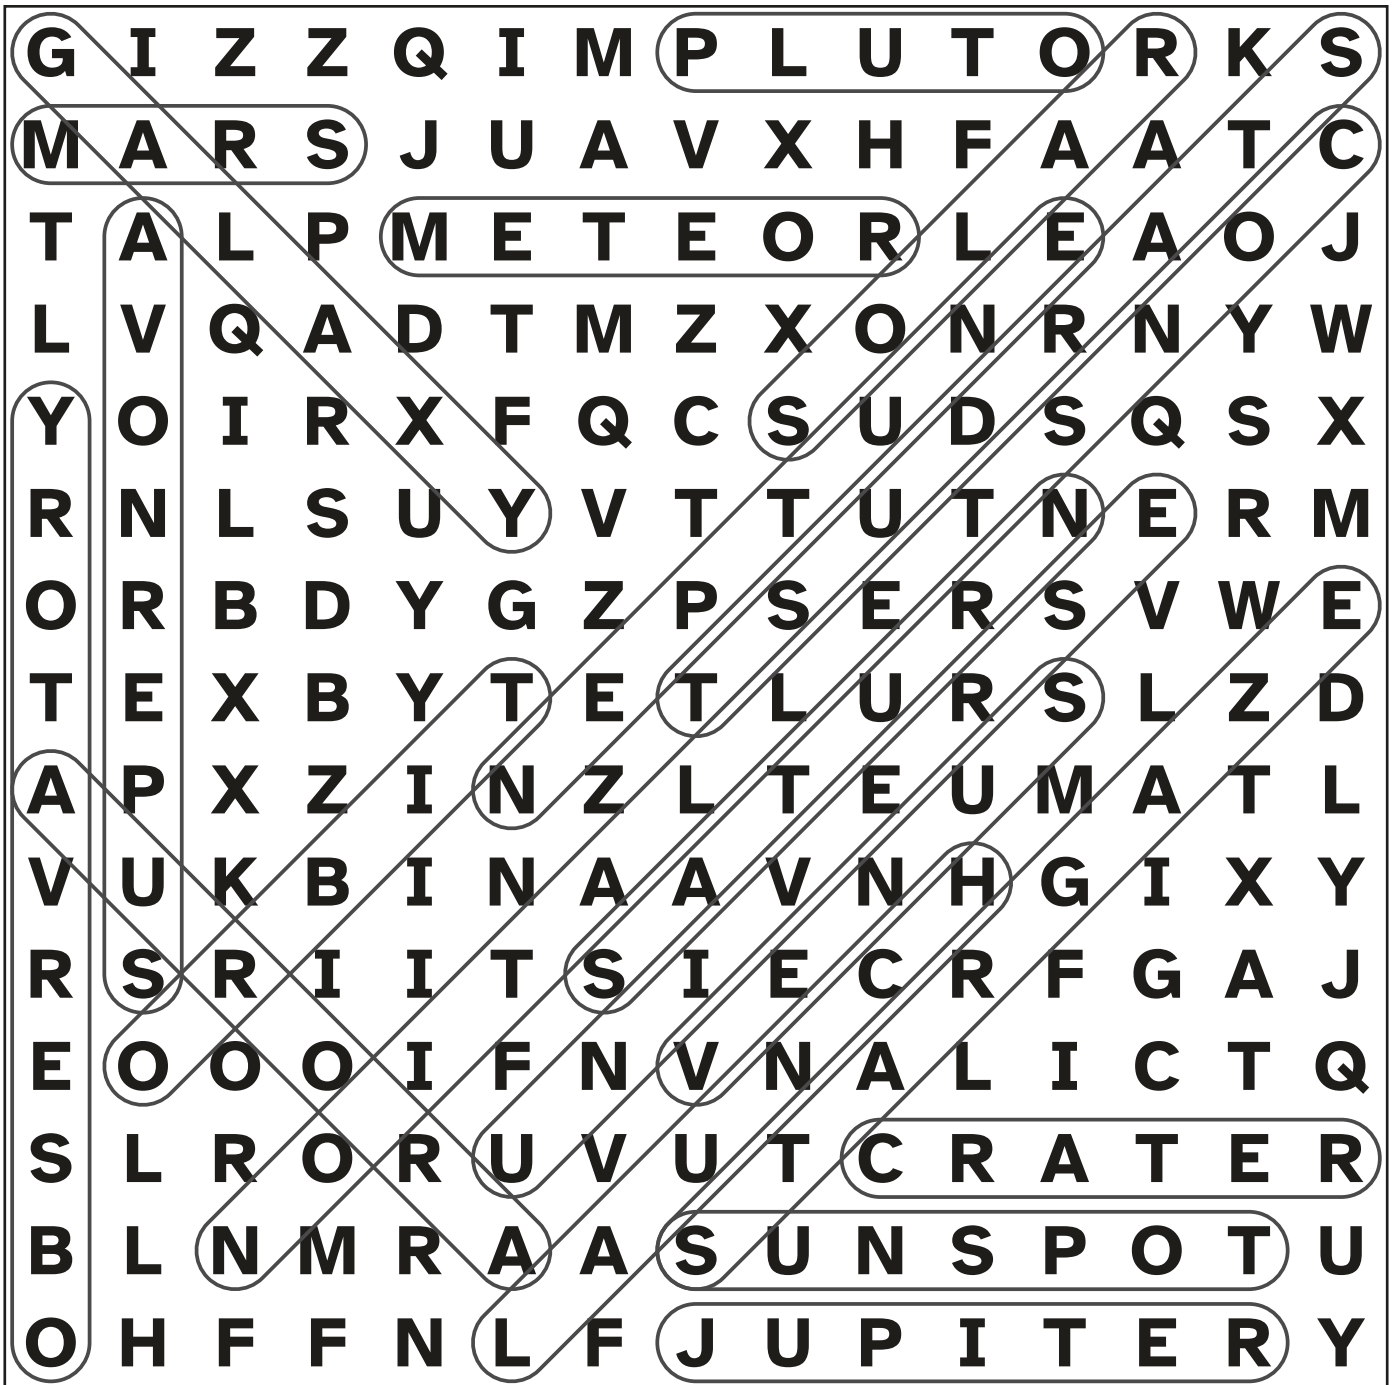 G I Z Z Q I M P L U T O R K S
M A R S J U A V X H F A A T C
T A L P M E T E O R L E A O J
L V Q A D T M Z X O N R N Y W
Y O I R X F Q C S U D S Q S X
R N L S U Y V T T U T N E R M
O R B D Y G Z P S E R S V W E
T E X B Y T E T L U R S L Z D
A P X Z I N Z L T E U M A T L
V U K B I N A A V N H G I X Y
R S R I I T S I E C R F G A J
E O O O I F N V N A L I C T Q
S L R O R U V U T C R A T E R
B L N M R A A S U N S P O T U
O H F F N L F J U P I T E R Y